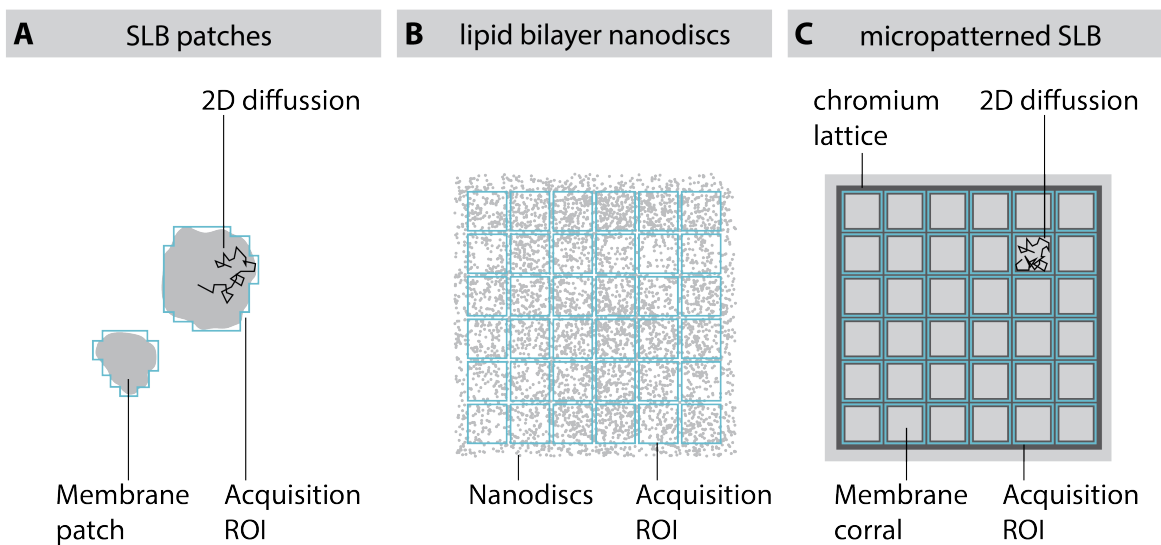 A SLB patches
2D diffussion
Membrane
patch
Acquisition
ROI
B lipid bilayer nanodiscs
Nanodiscs
Acquisition
ROI
C micropatterned SLB
chromium
lattice
2D diffussion
Membrane
corral
Acquisition
ROI